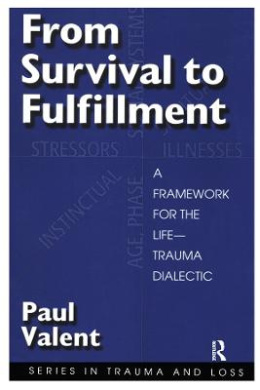 From
Survival to
Fulfillment
SYSTEMS
STRESSORS
ILLNESSES
INSTINCTUAL
AGE, PHASE
A
FRAMEWORK
FOR THE
LIFE—
TRAUMA
DIALECTIC
Paul
Valent
R
SERIES IN TRAUMA AND LOSS